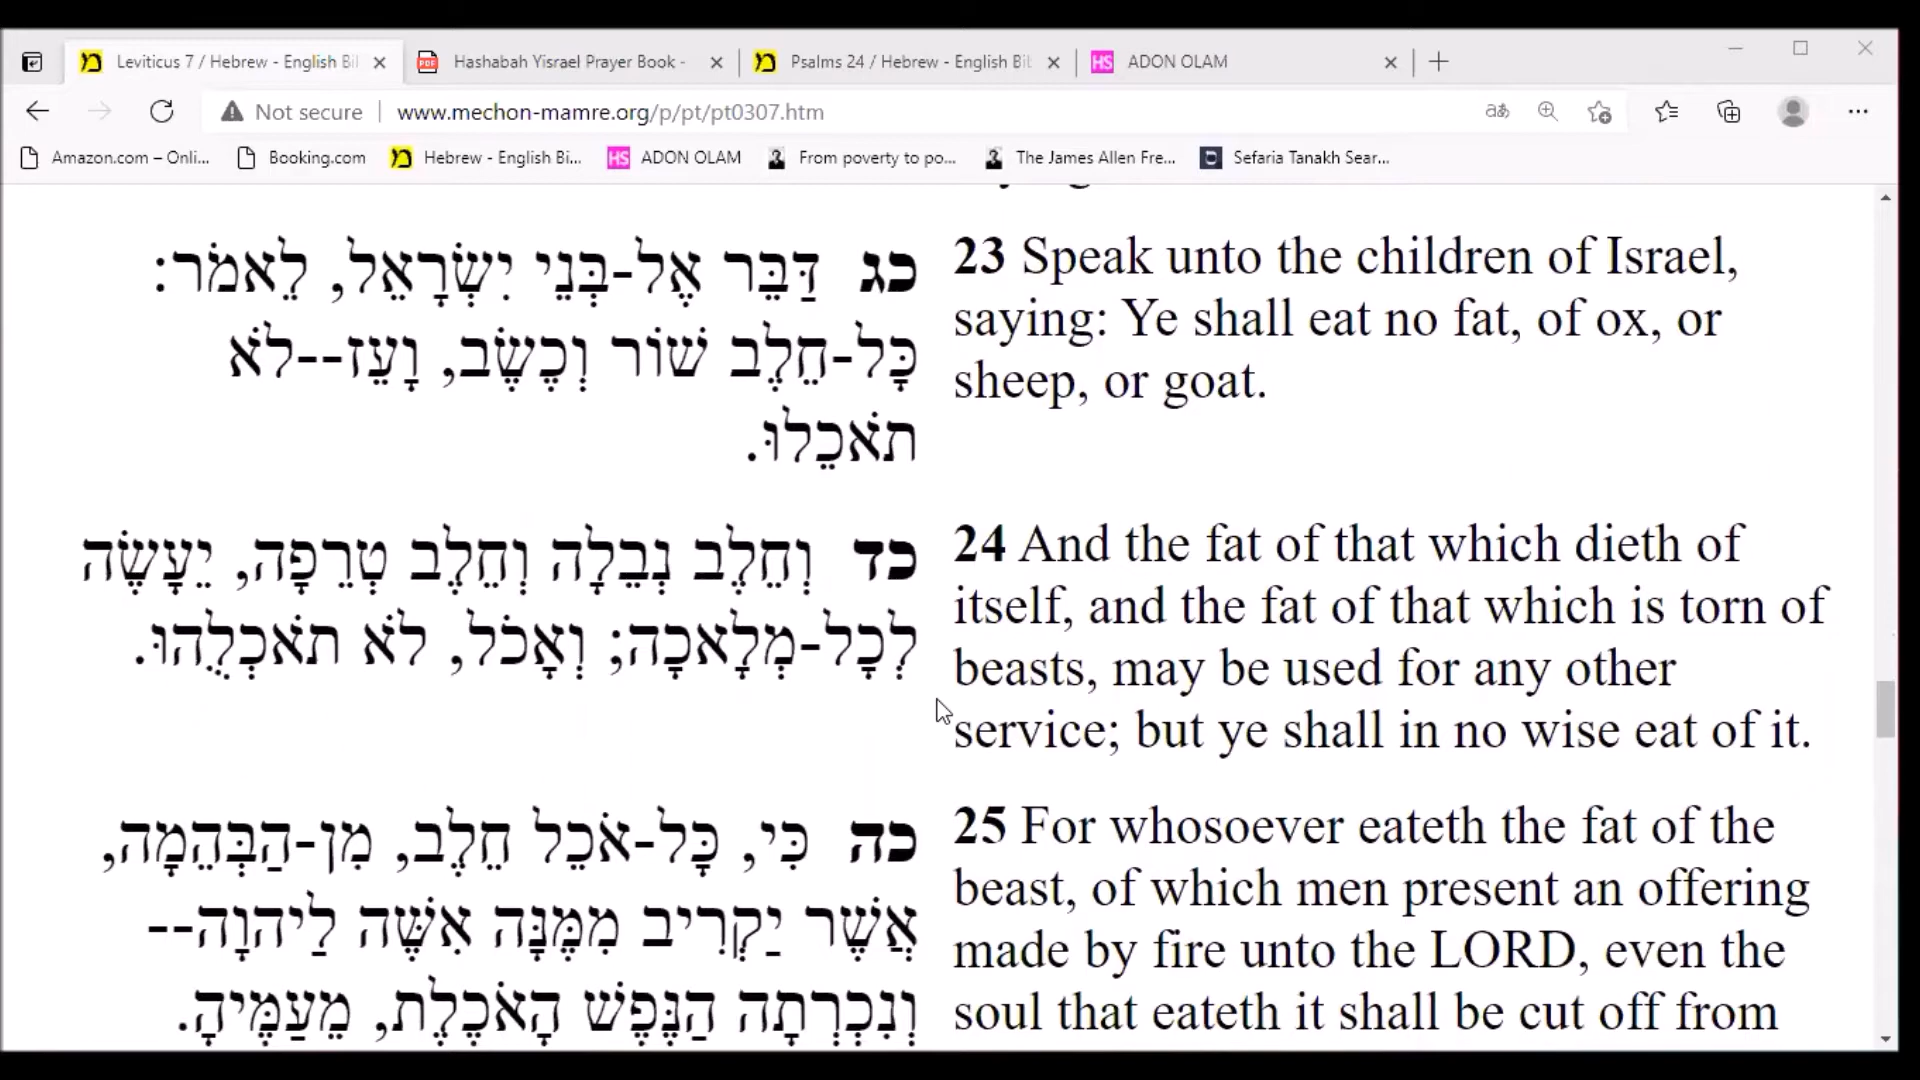 Leviticus 7 / Hebrew - English Bi
Hashabah Yisrael Prayer Book -
Psalms 24 / Hebrew - English Bi
HS ADON OLAM
Not secure
www.mechon-mamre.org/p/pt/pt0307.htm
Amazon.com – Onli...
Booking.com
Hebrew - English Bi...
HS ADON OLAM
From poverty to po...
The James Allen Fre...
Sefaria Tanakh Sear...
כג דַּבֵּר אֶל-בְּנֵי יִשְׂרָאֵל, לֵאמֹר:
כָּל-חֵלֶב שׁוֹר וְכֶשֶׂב, וָעֵז--לֹא
תֹאכֵלוּ.
23 Speak unto the children of Israel,
saying: Ye shall eat no fat, of ox, or
sheep, or goat.
כד וְחֵלֶב נְבֵלָה וְחֵלֶב טְרֵפָה, יֵעָשֶׂה
לְכָל-מְלָאכָה; וְאָכֹל, לֹא תֹאכְלֻהוּ.
24 And the fat of that which dieth of
itself, and the fat of that which is torn of
beasts, may be used for any other
service; but ye shall in no wise eat of it.
כה כִּי, כָּל-אֹכֵל חֵלֶב, מִן-הַבְּהֵמָה,
אֲשֶׁר יַקְרִיב מִמֶּנָּה אִשֶּׁה לַיהוָה--
וְנִכְרְתָה הַנֶּפֶשׁ הָאֹכֶלֶת, מֵעַמֶּיהָ.
25 For whosoever eateth the fat of the
beast, of which men present an offering
made by fire unto the LORD, even the
soul that eateth it shall be cut off from